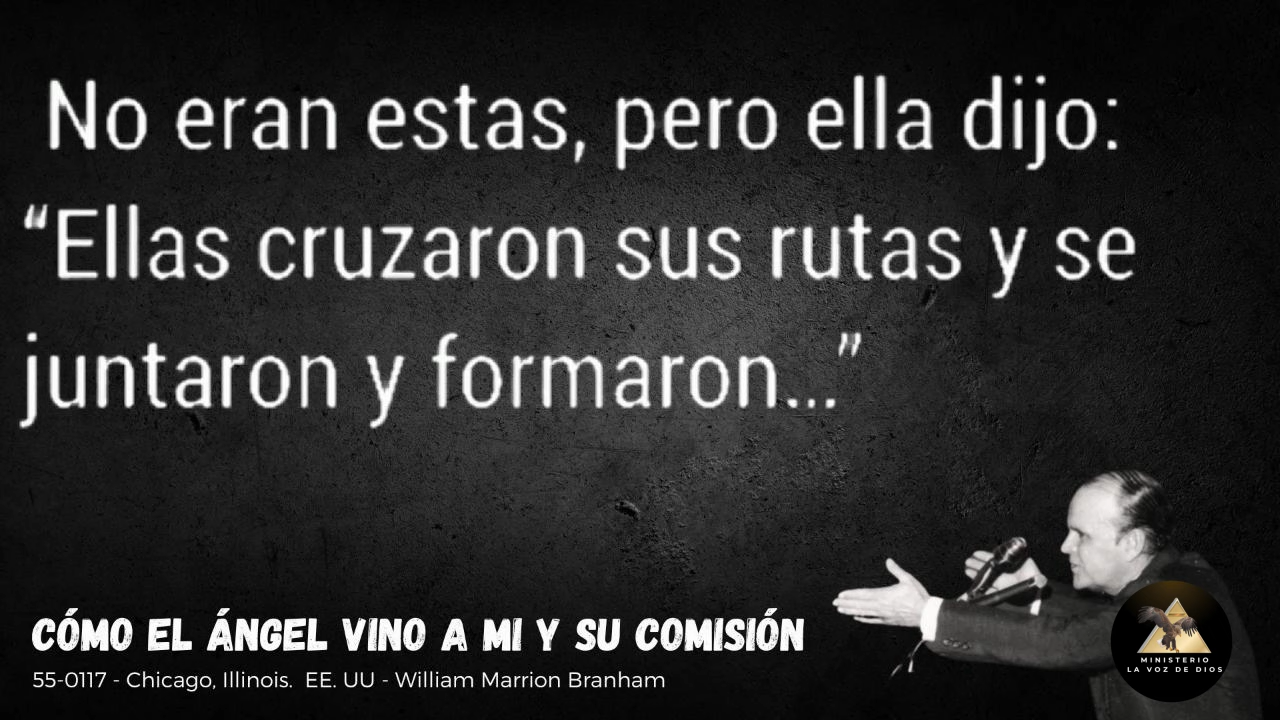 No eran estas, pero ella dijo:
“Ellas cruzaron sus rutas y se
juntaron y formaron...”
CÓMO EL ÁNGEL VINO A MI Y SU COMISIÓN
55-0117 - Chicago, Illinois.  EE. UU - William Marrion Branham
MINISTERIO
LA VOZ DE DIOS